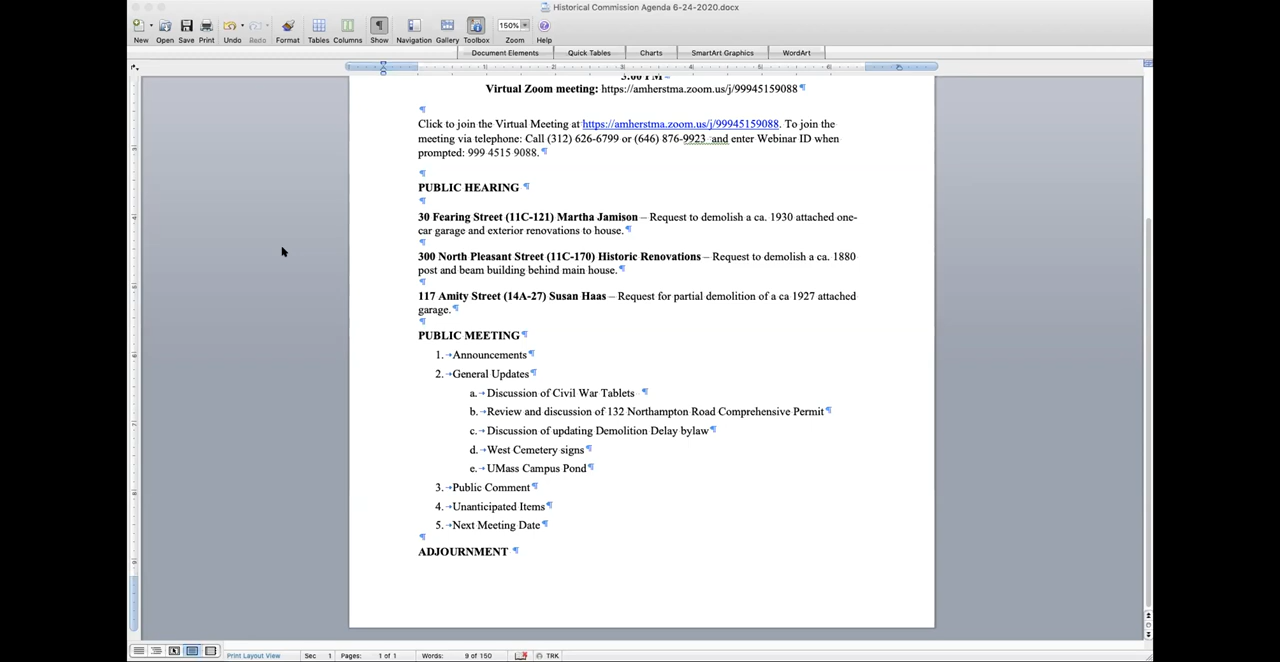 Historical Commission Agenda 6-24-2020.docx
New Open Save Print Undo Redo Format Tables Columns Show Navigation Gallery Toolbox Zoom Help
150%
Document Elements Quick Tables Charts SmartArt Graphics WordArt
Virtual Zoom meeting: https://amherstma.zoom.us/j/99945159088
Click to join the Virtual Meeting at https://amherstma.zoom.us/j/99945159088. To join the
meeting via telephone: Call (312) 626-6799 or (646) 876-9923 and enter Webinar ID when
prompted: 999 4515 9088.
PUBLIC HEARING
30 Fearing Street (11C-121) Martha Jamison – Request to demolish a ca. 1930 attached one-
car garage and exterior renovations to house.
300 North Pleasant Street (11C-170) Historic Renovations – Request to demolish a ca. 1880
post and beam building behind main house.
117 Amity Street (14A-27) Susan Haas – Request for partial demolition of a ca 1927 attached
garage.
PUBLIC MEETING
1. Announcements
2. General Updates
a. Discussion of Civil War Tablets
b. Review and discussion of 132 Northampton Road Comprehensive Permit
c. Discussion of updating Demolition Delay bylaw
d. West Cemetery signs
e. UMass Campus Pond
3. Public Comment
4. Unanticipated Items
5. Next Meeting Date
ADJOURNMENT
Print Layout View Sec 1 Pages: 1 of 1 Words: 9 of 150 TRK